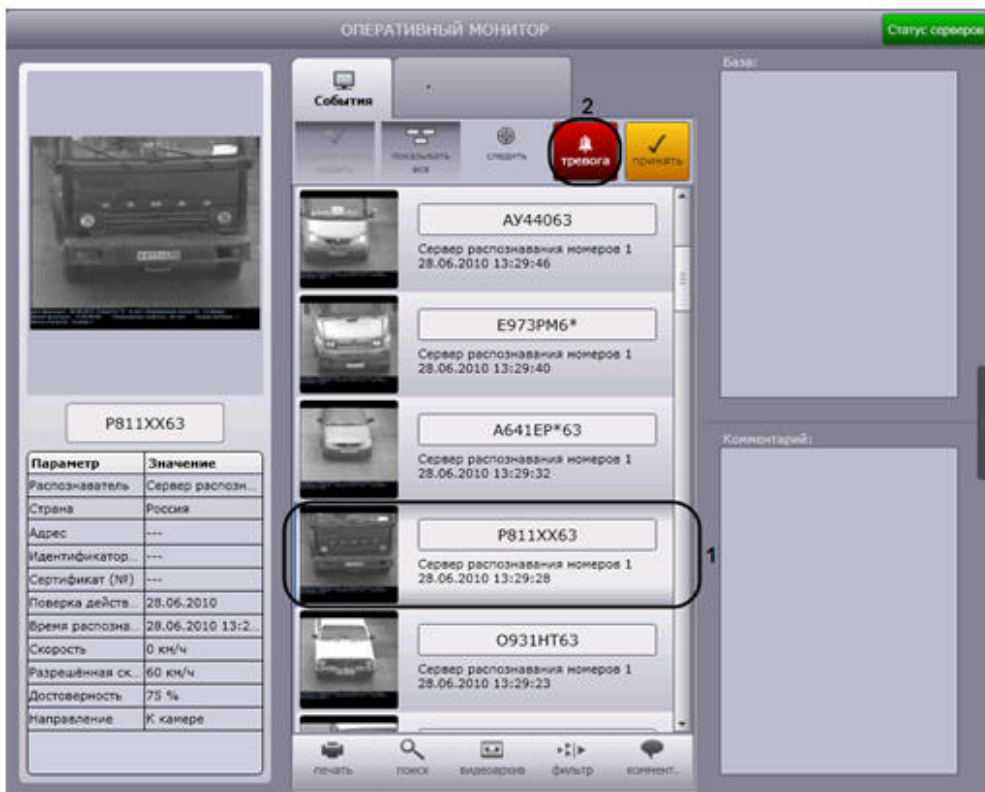 ОПЕРАТИВНЫЙ МОНИТОР
Статус серверов
Р811ХХ63
Параметр Значение
Распознаватель Сервер распозн...
Страна Россия
Адрес ---
Идентификатор... ---
Сертификат (№) ---
Поверка действ... 28.06.2010
Время распозна... 28.06.2010 13:2...
Скорость 0 км/ч
Разрешённая ск... 60 км/ч
Достоверность 75 %
Направление К камере
События
2
показывать все
следить
тревога
принять
АУ44063
Сервер распознавания номеров 1
28.06.2010 13:29:46
Е973РМ6*
Сервер распознавания номеров 1
28.06.2010 13:29:40
А641ЕР*63
Сервер распознавания номеров 1
28.06.2010 13:29:32
Р811ХХ63
Сервер распознавания номеров 1
28.06.2010 13:29:28
1
О931НТ63
Сервер распознавания номеров 1
28.06.2010 13:29:23
печать
поиск
видеоархив
фильтр
коммент.
База:
Комментарий: